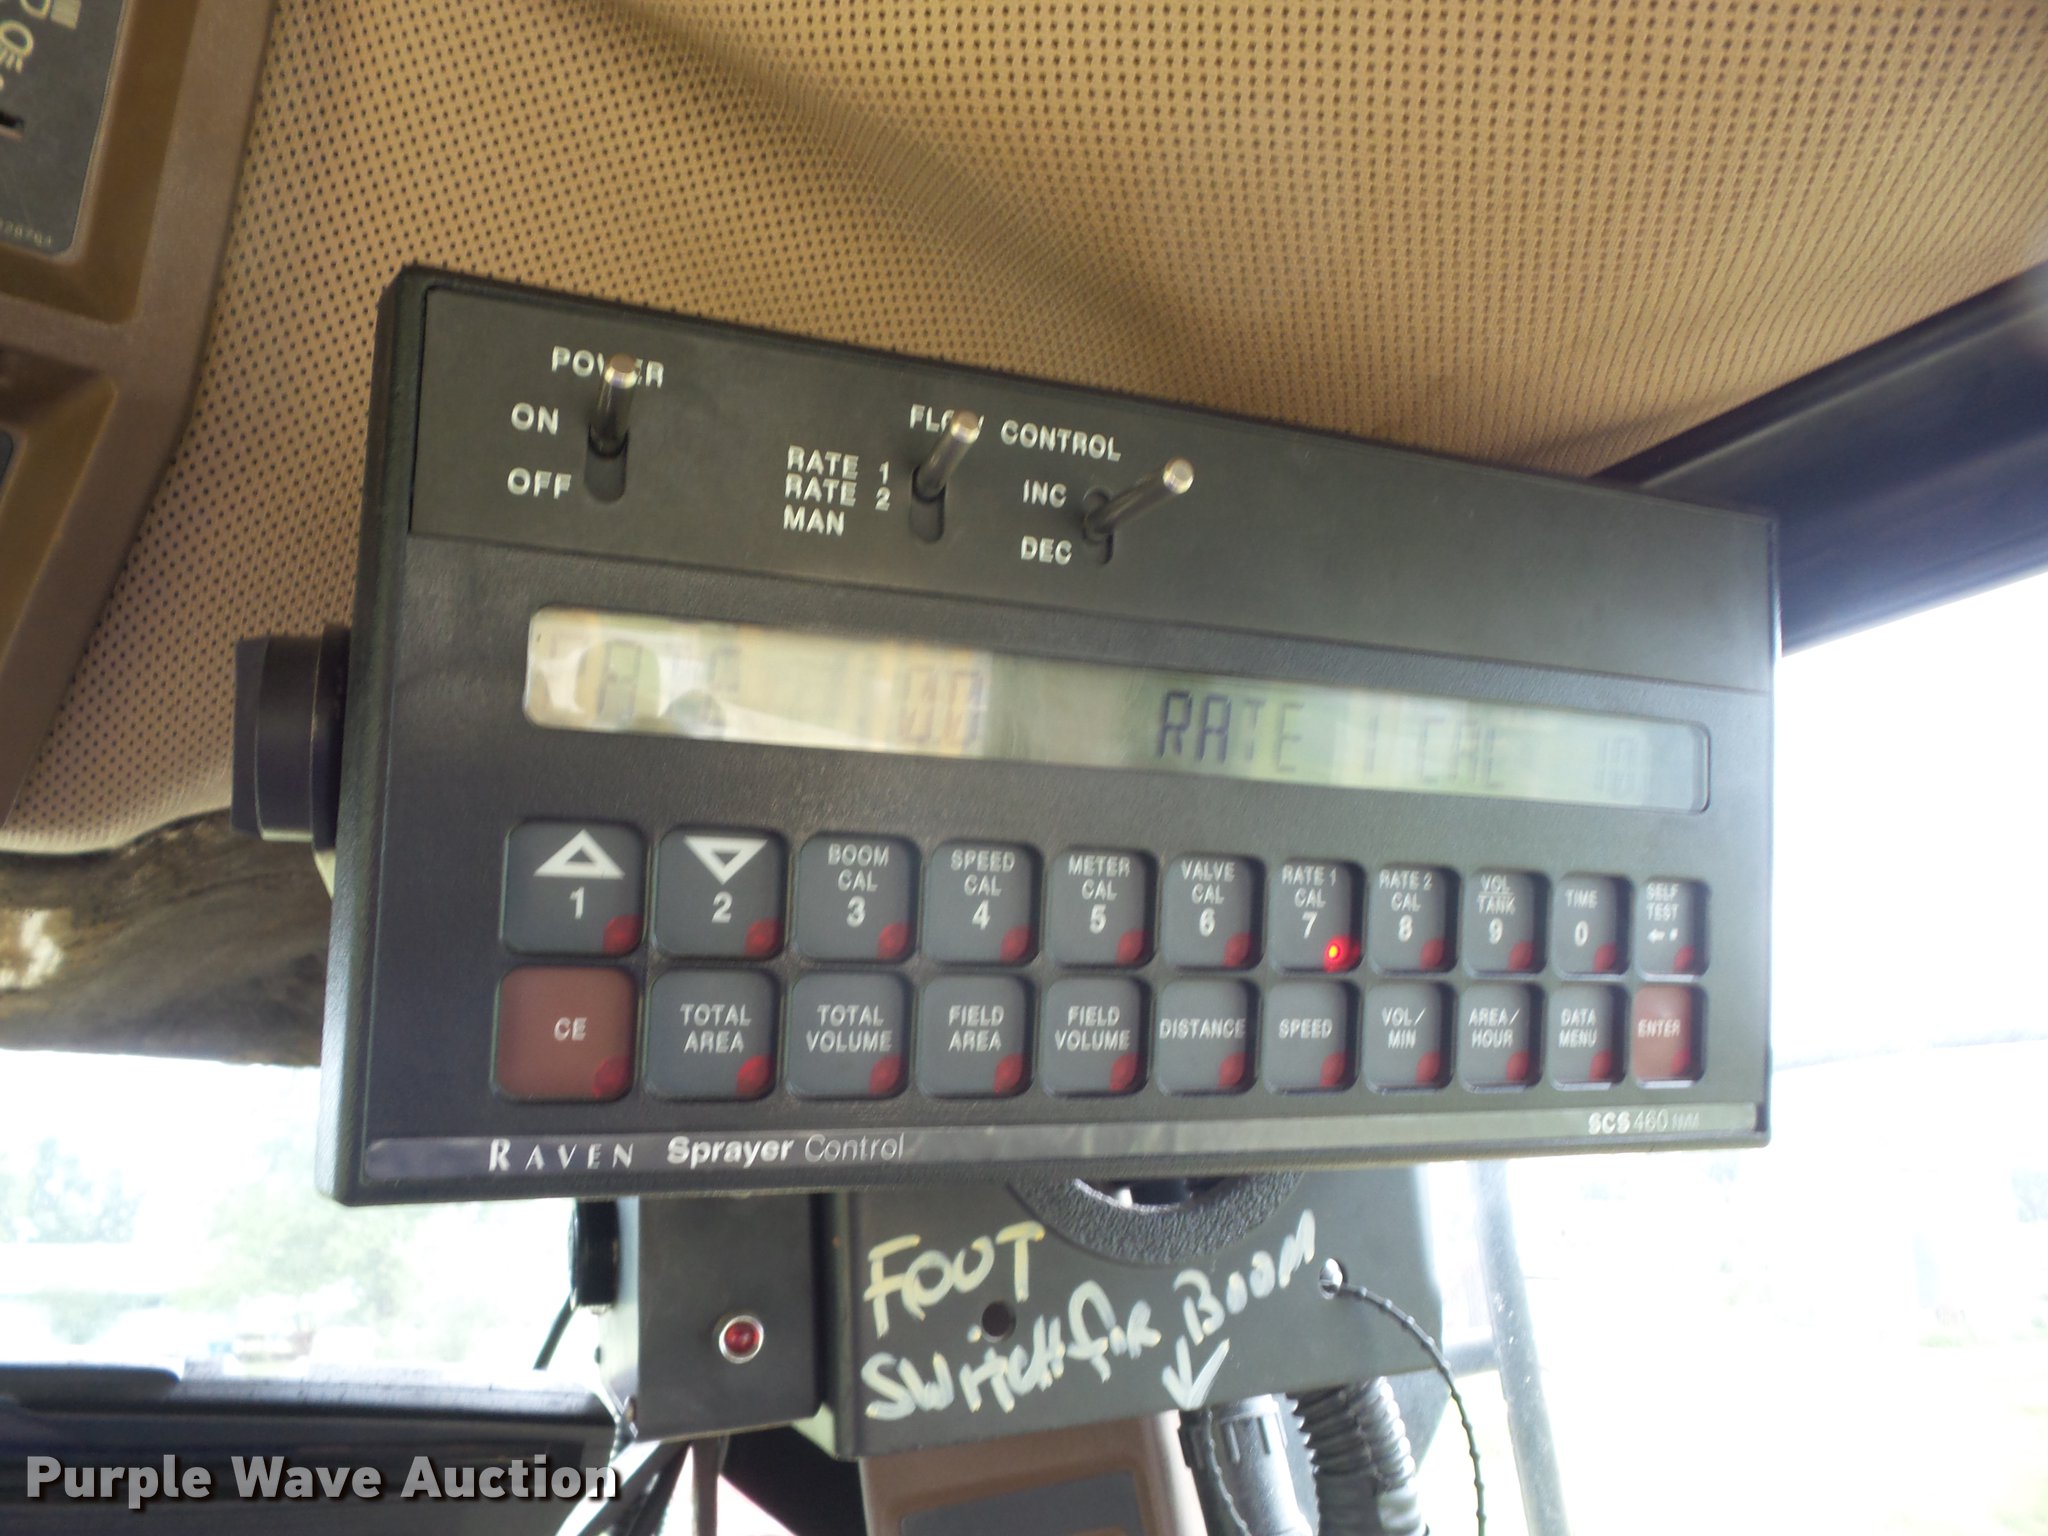 POWER
ON
OFF
FLOW CONTROL
RATE 1
RATE 2
MAN
INC
DEC
0.0 RATE 1 CAL 10
1 2 BOOM CAL 3 SPEED CAL 4 METER CAL 5 VALVE CAL 6 RATE 1 CAL 7 RATE 2 CAL 8 VOL TANK 9 TIME 0 SELF TEST
CE TOTAL AREA TOTAL VOLUME FIELD AREA FIELD VOLUME DISTANCE SPEED VOL/ MIN AREA/ HOUR DATA MENU ENTER
RAVEN Sprayer Control SCS 460
FOOT
SWitch for BOOM
Purple Wave Auction